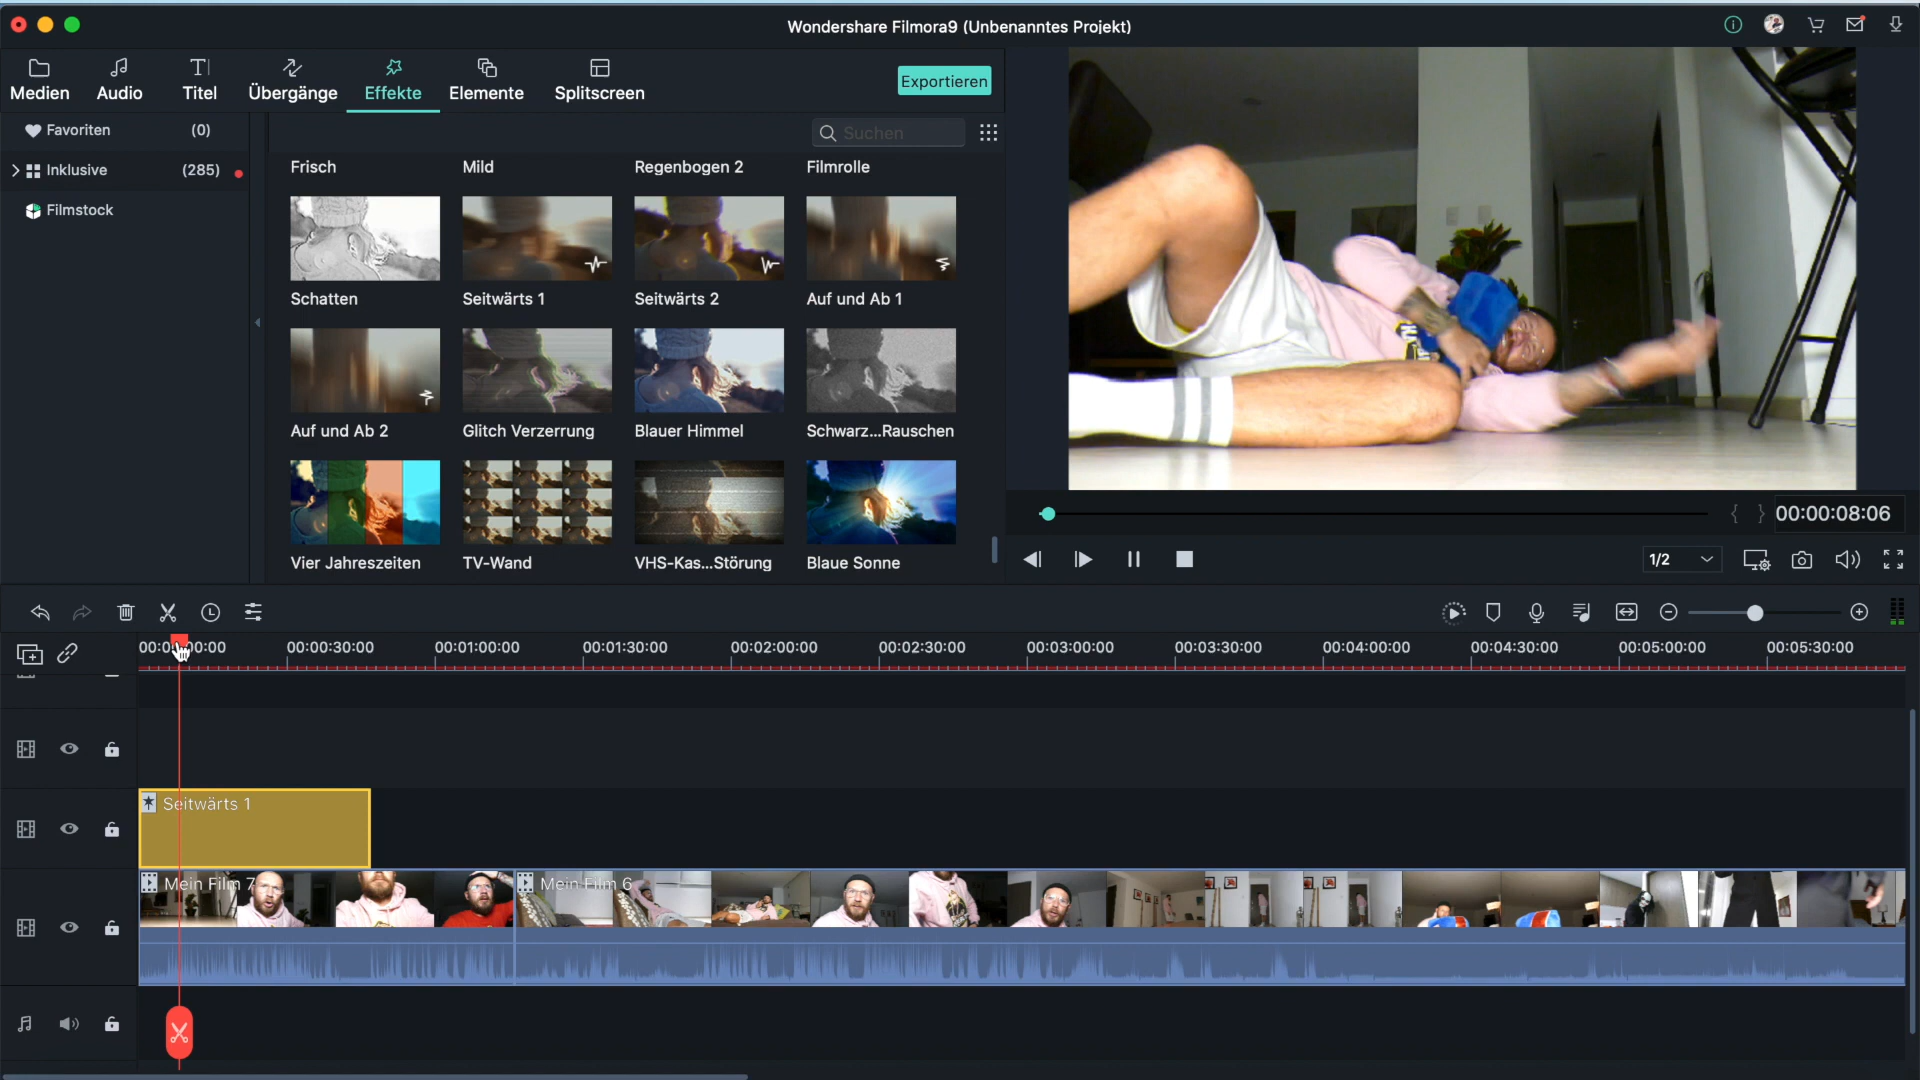 Wondershare Filmora9 (Unbenanntes Projekt)
Medien
Audio
Titel
Übergänge
Effekte
Elemente
Splitscreen
Exportieren
Favoriten (0)
Inklusive (285)
Filmstock
Suchen
Frisch
Mild
Regenbogen 2
Filmrolle
Schatten
Seitwärts 1
Seitwärts 2
Auf und Ab 1
Auf und Ab 2
Glitch Verzerrung
Blauer Himmel
Schwarz...Rauschen
Vier Jahreszeiten
TV-Wand
VHS-Kas...Störung
Blaue Sonne
{ } 00:00:08:06
1/2
00:00:30:00
00:01:00:00
00:01:30:00
00:02:00:00
00:02:30:00
00:03:00:00
00:03:30:00
00:04:00:00
00:04:30:00
00:05:00:00
00:05:30:00
Seitwärts 1
Mein Film 7
Mein Film 6